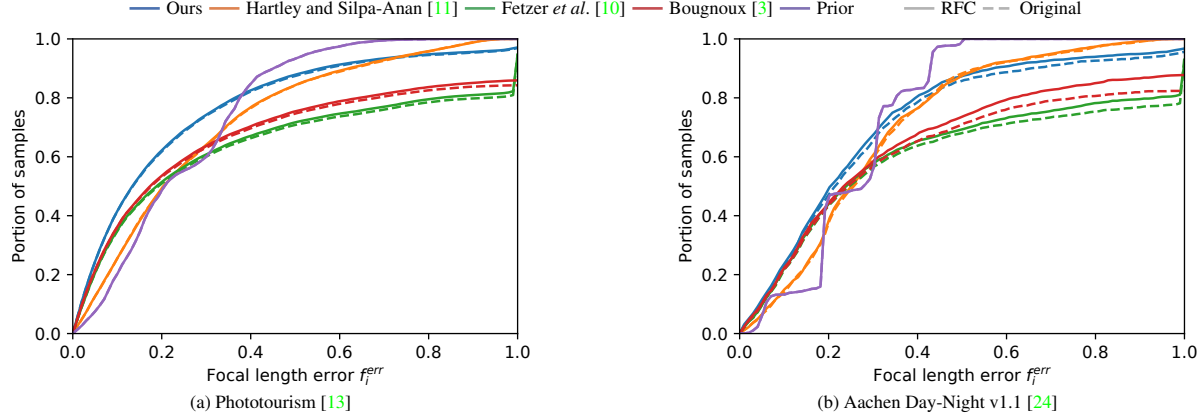 Ours Hartley and Silpa-Anan [11] Fetzer et al. [10] Bougnoux [3] Prior RFC Original
1.0
0.8
0.6
0.4
0.2
0.0
Portion of samples
0.0 0.2 0.4 0.6 0.8 1.0
Focal length error f_i^{err}
(a) Phototourism [13]
1.0
0.8
0.6
0.4
0.2
0.0
Portion of samples
0.0 0.2 0.4 0.6 0.8 1.0
Focal length error f_i^{err}
(b) Aachen Day-Night v1.1 [24]